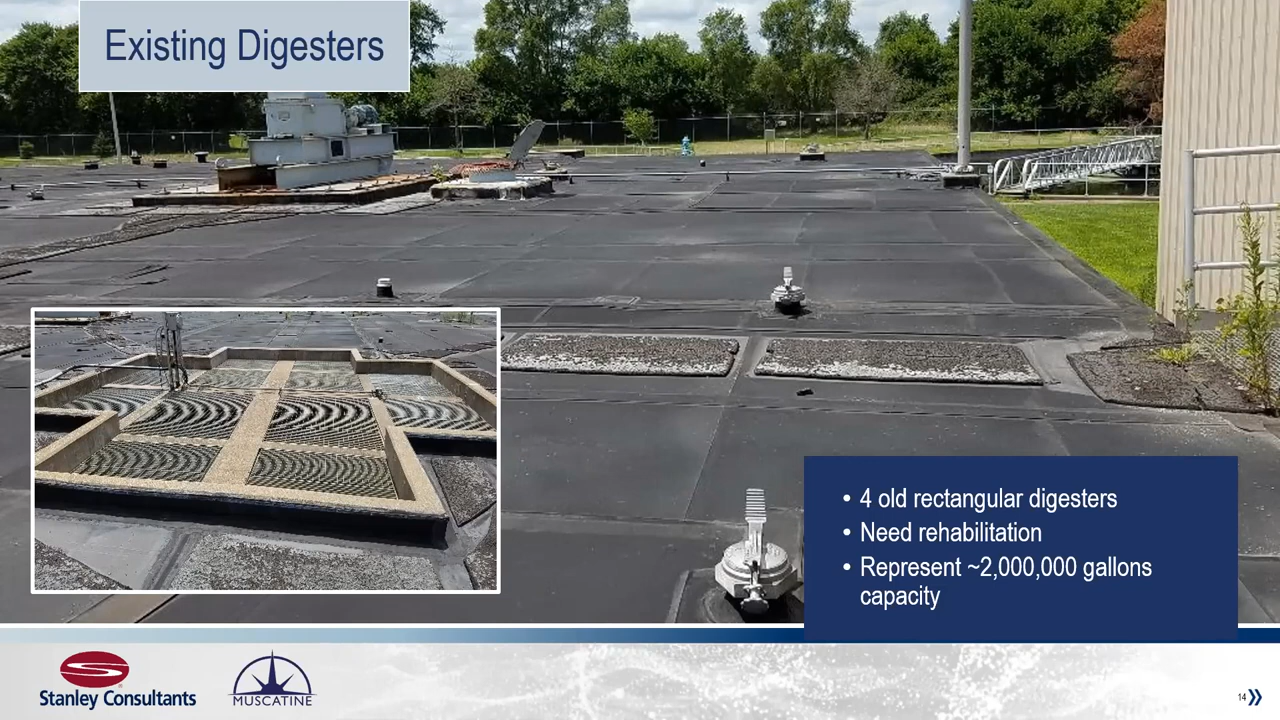 Existing Digesters
• 4 old rectangular digesters
• Need rehabilitation
• Represent ~2,000,000 gallons
capacity
Stanley Consultants
MUSCATINE
14